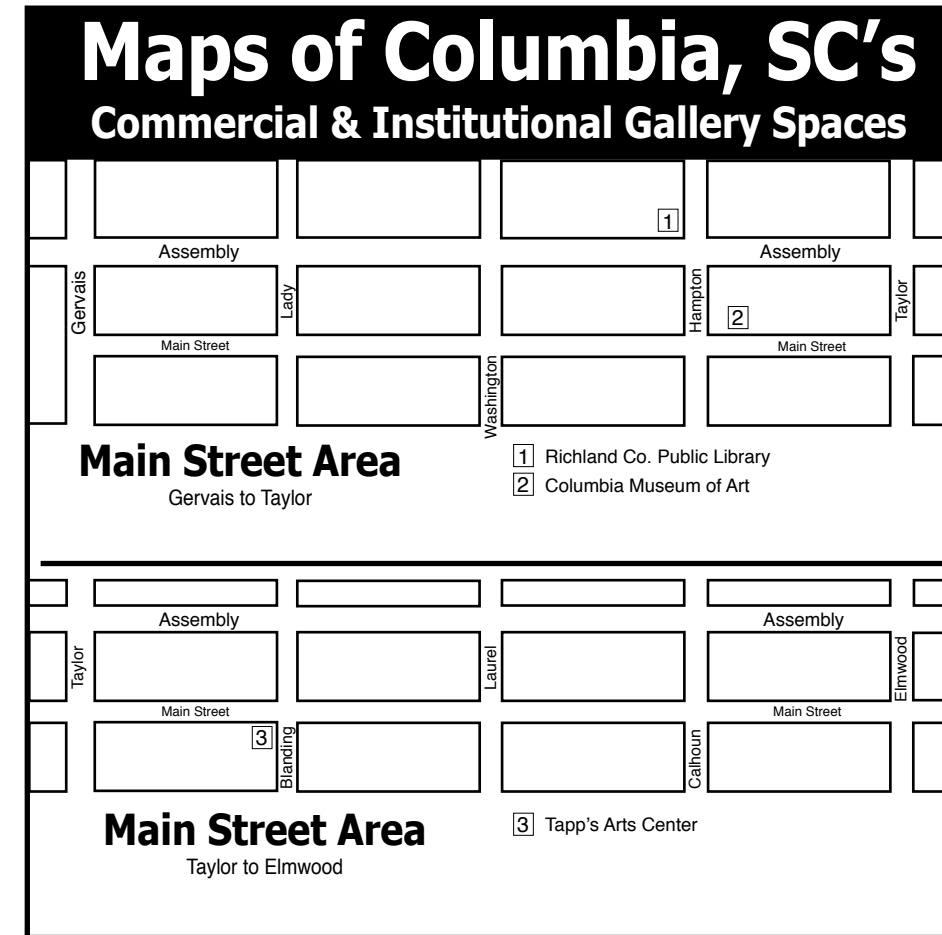 Maps of Columbia, SC's
Commercial & Institutional Gallery Spaces
1
Assembly
Assembly
Gervais
Lady
Hampton
Taylor
2
Main Street
Main Street
Washington
Main Street Area
Gervais to Taylor
1 Richland Co. Public Library
2 Columbia Museum of Art
Assembly
Assembly
Taylor
Laurel
Elmwood
Main Street
Main Street
3
Blanding
Calhoun
Main Street Area
Taylor to Elmwood
3 Tapp's Arts Center